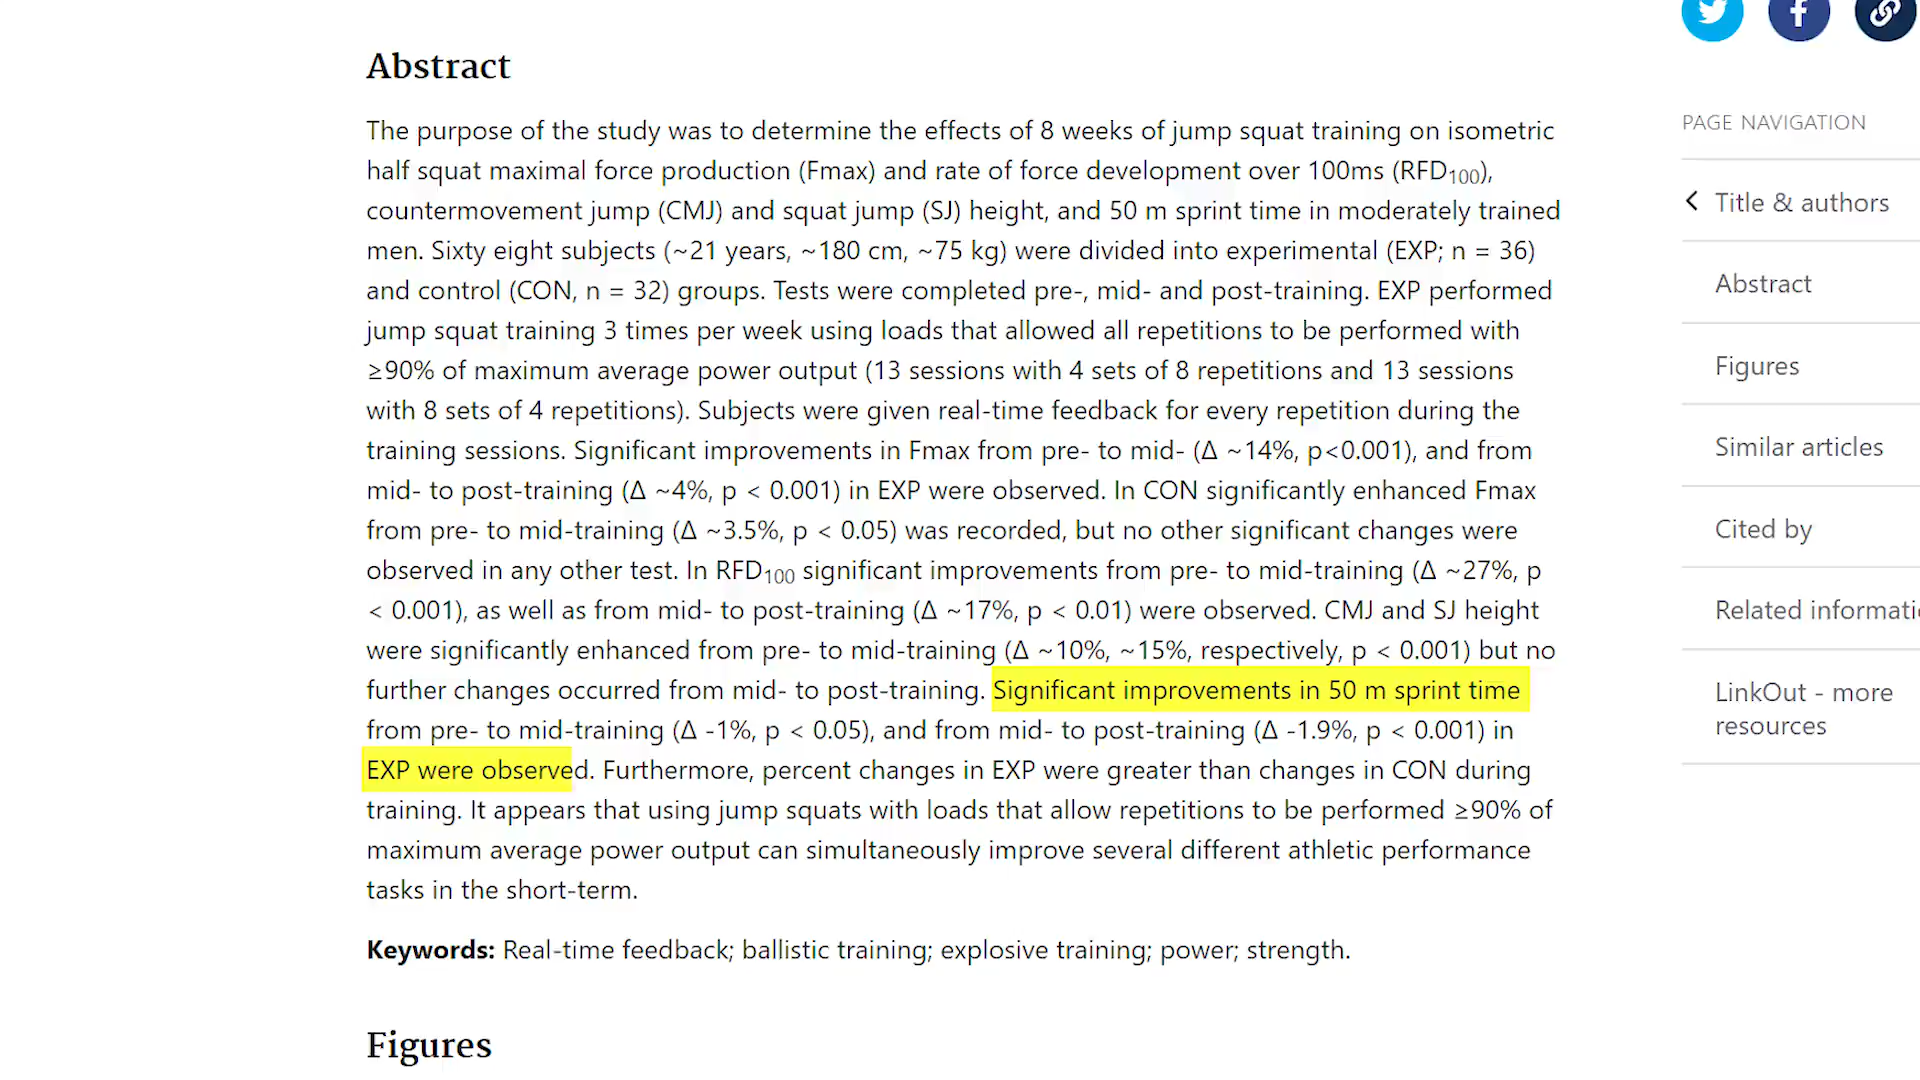 Abstract
The purpose of the study was to determine the effects of 8 weeks of jump squat training on isometric
half squat maximal force production (Fmax) and rate of force development over 100ms (RFD100),
countermovement jump (CMJ) and squat jump (SJ) height, and 50 m sprint time in moderately trained
men. Sixty eight subjects (~21 years, ~180 cm, ~75 kg) were divided into experimental (EXP; n = 36)
and control (CON, n = 32) groups. Tests were completed pre-, mid- and post-training. EXP performed
jump squat training 3 times per week using loads that allowed all repetitions to be performed with
≥90% of maximum average power output (13 sessions with 4 sets of 8 repetitions and 13 sessions
with 8 sets of 4 repetitions). Subjects were given real-time feedback for every repetition during the
training sessions. Significant improvements in Fmax from pre- to mid- (Δ ~14%, p<0.001), and from
mid- to post-training (Δ ~4%, p < 0.001) in EXP were observed. In CON significantly enhanced Fmax
from pre- to mid-training (Δ ~3.5%, p < 0.05) was recorded, but no other significant changes were
observed in any other test. In RFD100 significant improvements from pre- to mid-training (Δ ~27%, p
< 0.001), as well as from mid- to post-training (Δ ~17%, p < 0.01) were observed. CMJ and SJ height
were significantly enhanced from pre- to mid-training (Δ ~10%, ~15%, respectively, p < 0.001) but no
further changes occurred from mid- to post-training. Significant improvements in 50 m sprint time
from pre- to mid-training (Δ -1%, p < 0.05), and from mid- to post-training (Δ -1.9%, p < 0.001) in
EXP were observed. Furthermore, percent changes in EXP were greater than changes in CON during
training. It appears that using jump squats with loads that allow repetitions to be performed ≥90% of
maximum average power output can simultaneously improve several different athletic performance
tasks in the short-term.
Keywords: Real-time feedback; ballistic training; explosive training; power; strength.
Figures
PAGE NAVIGATION
Title & authors
Abstract
Figures
Similar articles
Cited by
Related informati
LinkOut - more
resources